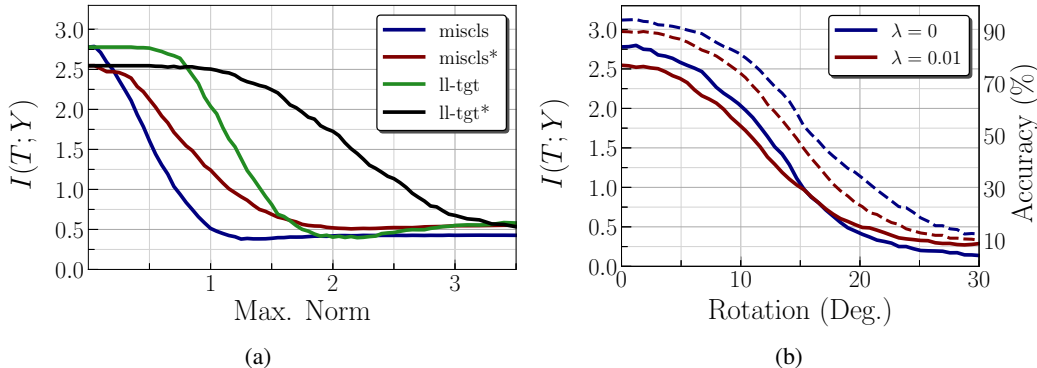 3.0
2.5
2.0
1.5
1.0
0.5
0.0
I(T; Y)
1
2
3
Max. Norm
miscls
miscls*
ll-tgt
ll-tgt*
(a)
3.0
2.5
2.0
1.5
1.0
0.5
0.0
I(T; Y)
0
10
20
30
Rotation (Deg.)
λ = 0
λ = 0.01
90
70
50
30
10
Accuracy (%)
(b)